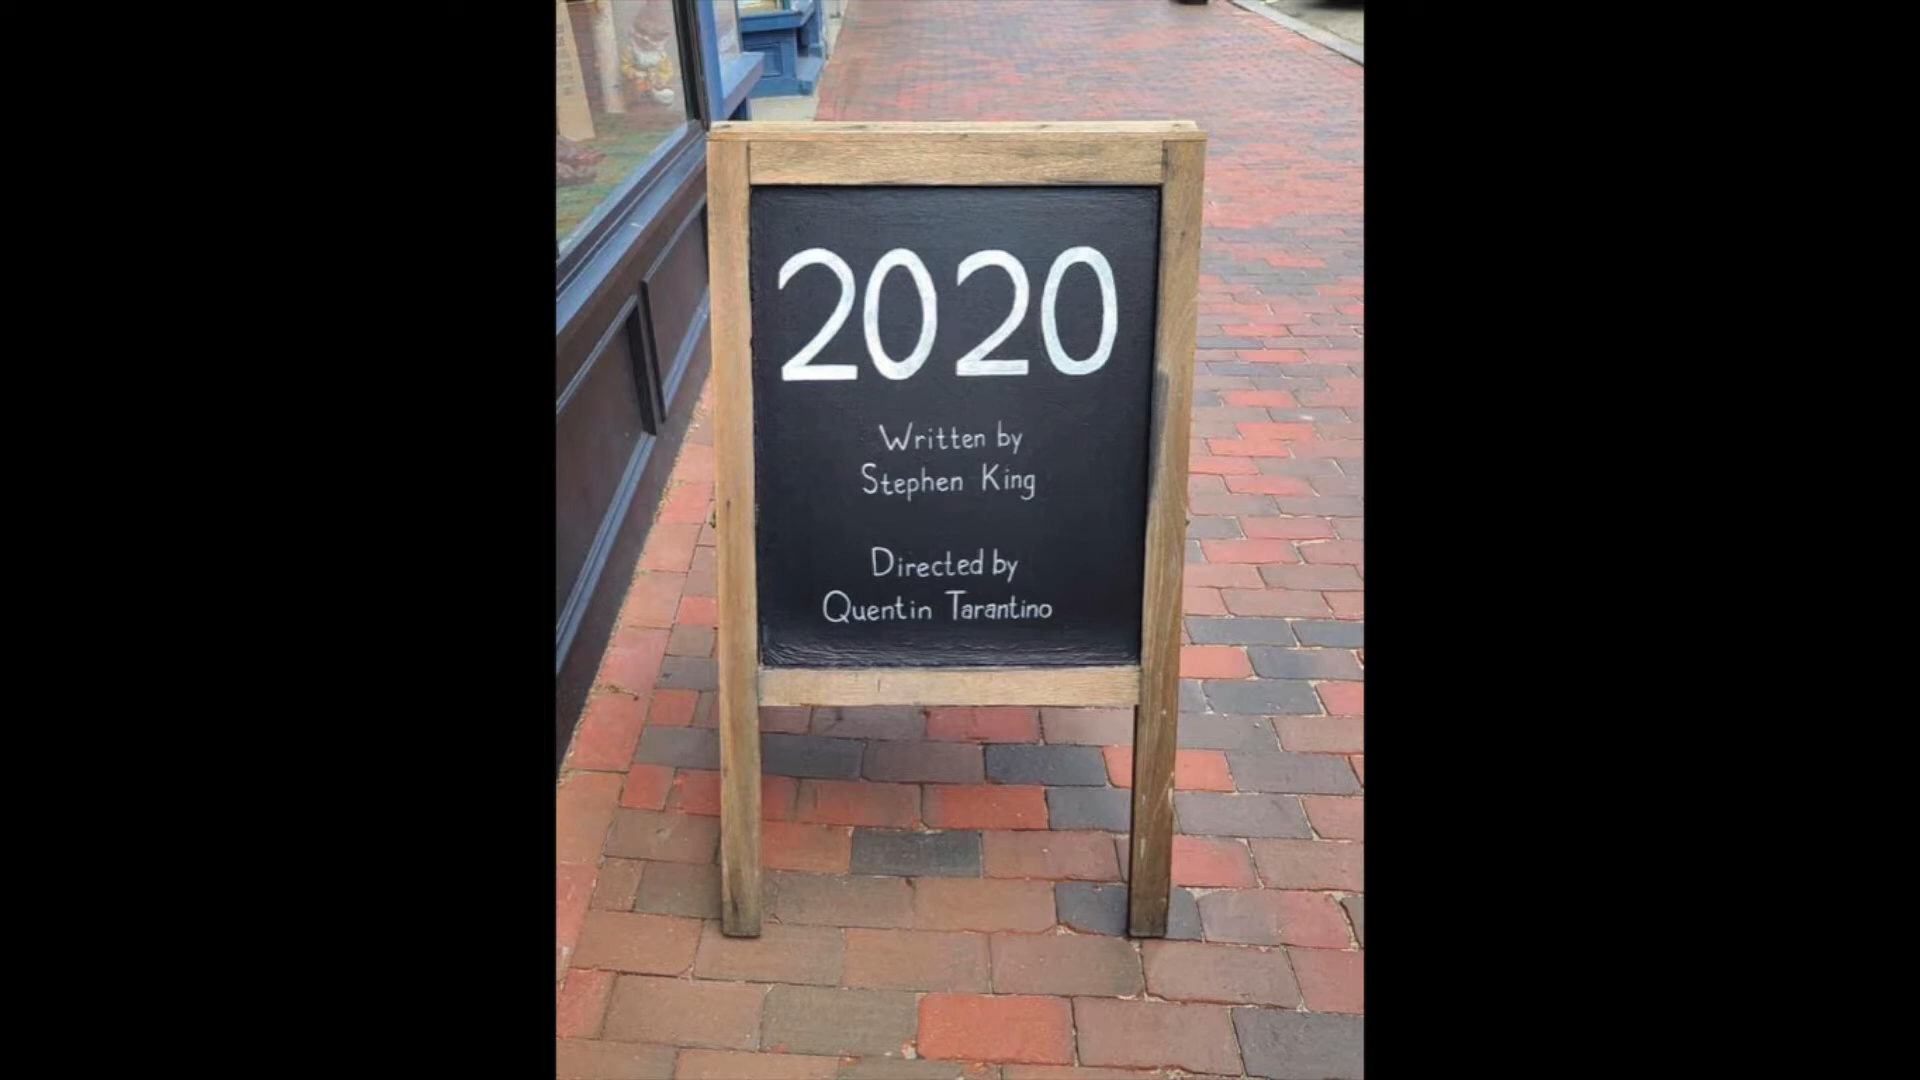 2020
Written by
Stephen King
Directed by
Quentin Tarantino